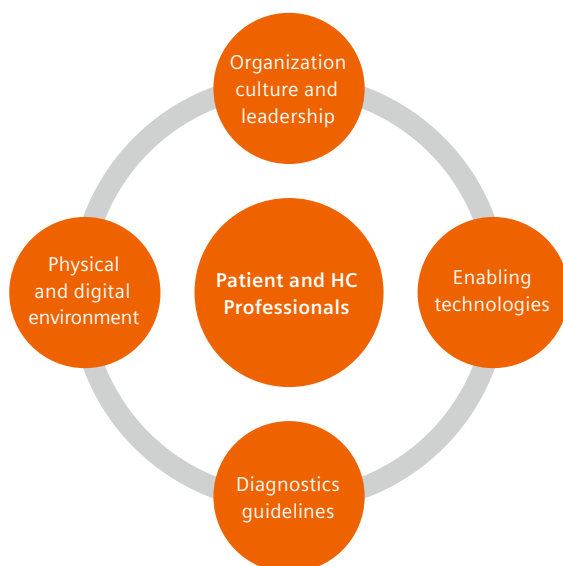 Organization
culture and
leadership
Physical
and digital
environment
Patient and HC
Professionals
Enabling
technologies
Diagnostics
guidelines